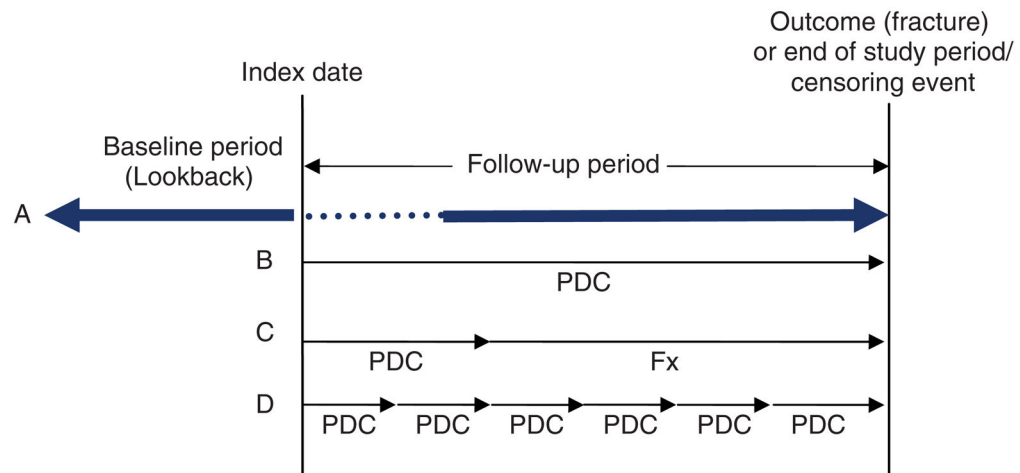 Outcome (fracture)
or end of study period/
censoring event
Index date
Baseline period
(Lookback)
Follow-up period
A
B
PDC
C
PDC Fx
D
PDC PDC PDC PDC PDC PDC